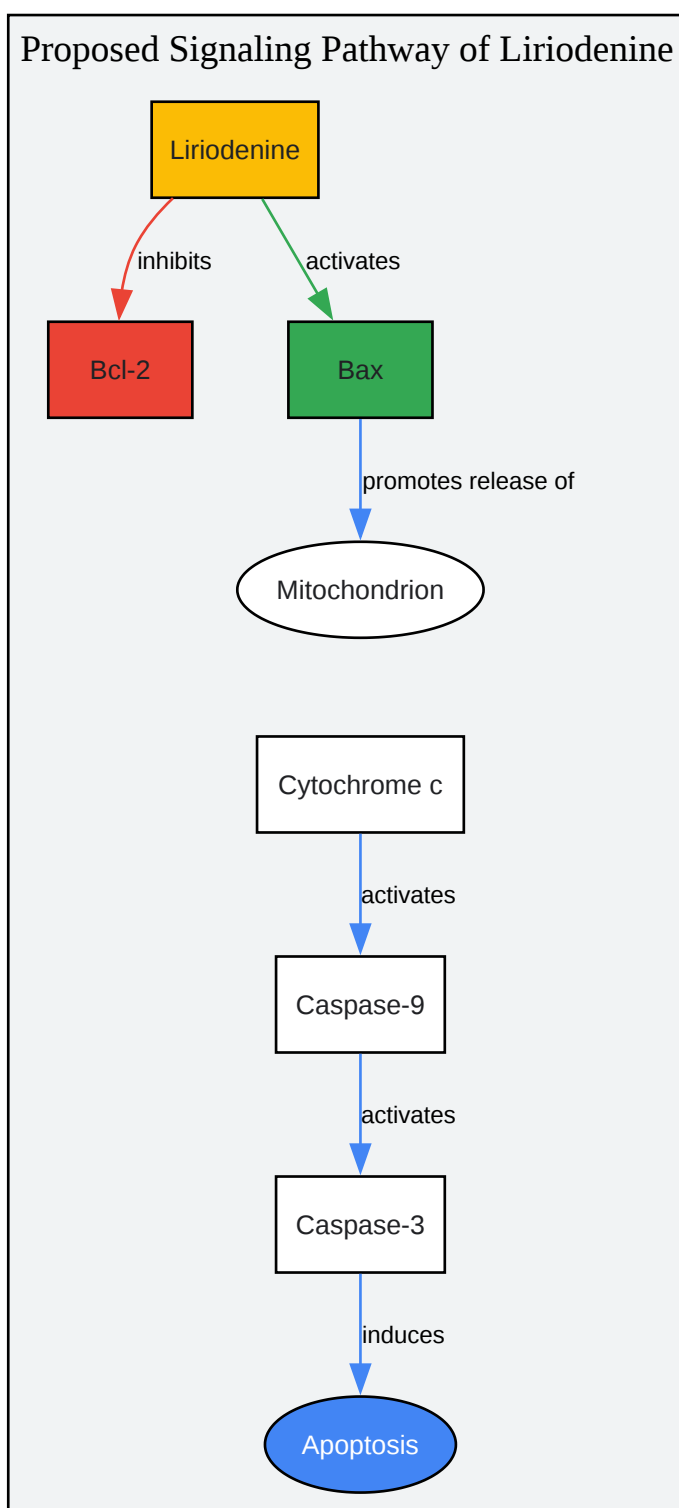 Proposed Signaling Pathway of Liriodenine
Liriodenine
inhibits
activates
Bcl-2
Bax
promotes release of
Mitochondrion
Cytochrome c
activates
Caspase-9
activates
Caspase-3
induces
Apoptosis